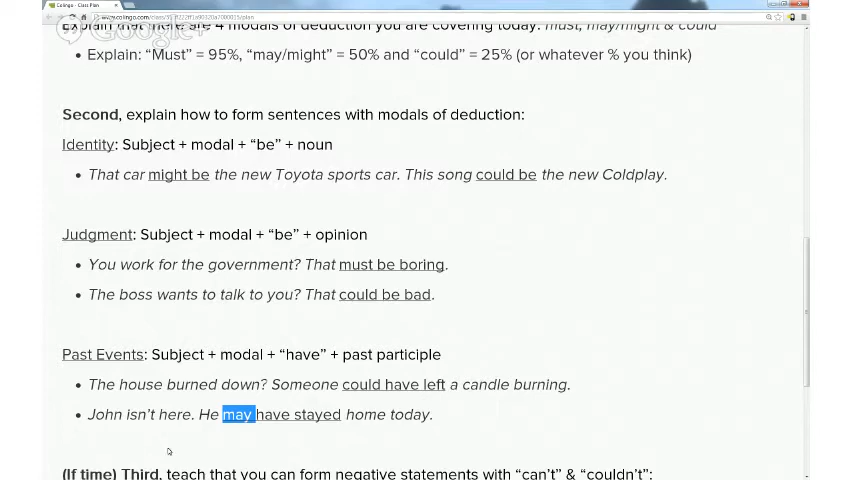 Colingo - Class Plan
Google+
Explain that there are 4 modals of deduction you are covering today: must, may/might & could
• Explain: “Must” = 95%, “may/might” = 50% and “could” = 25% (or whatever % you think)
Second, explain how to form sentences with modals of deduction:
Identity: Subject + modal + “be” + noun
• That car might be the new Toyota sports car. This song could be the new Coldplay.
Judgment: Subject + modal + “be” + opinion
• You work for the government? That must be boring.
• The boss wants to talk to you? That could be bad.
Past Events: Subject + modal + “have” + past participle
• The house burned down? Someone could have left a candle burning.
• John isn’t here. He may have stayed home today.
(If time) Third, teach that you can form negative statements with “can’t” & “couldn’t”: